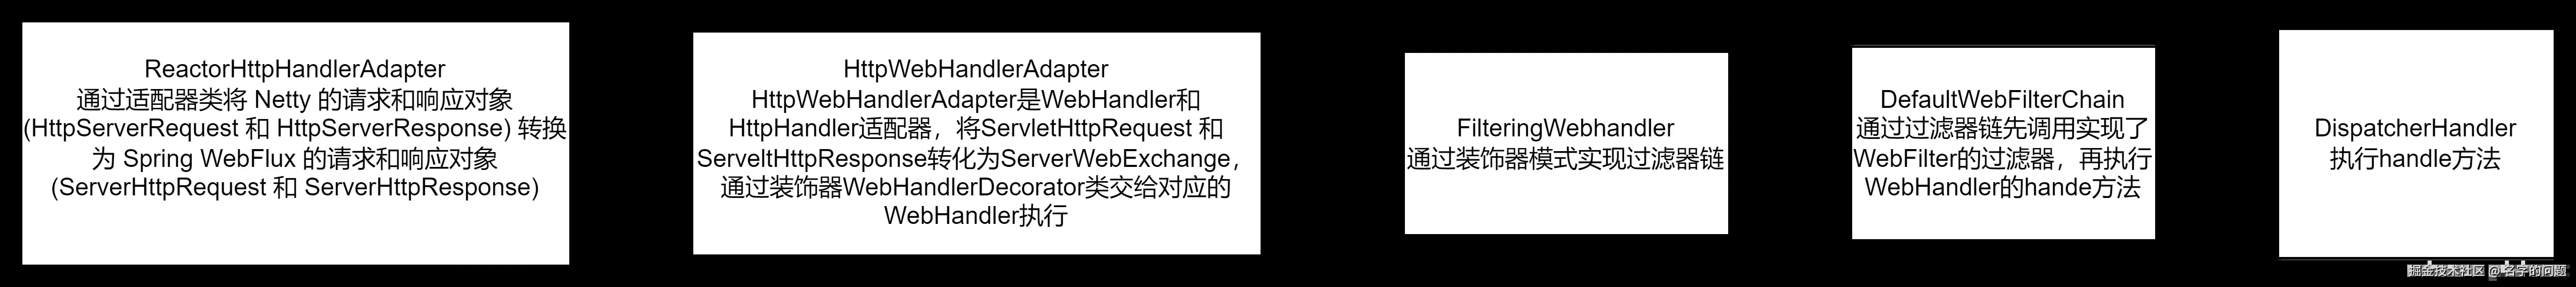 ReactorHttpHandlerAdapter
通过适配器类将 Netty 的请求和响应对象
(HttpServerRequest 和 HttpServerResponse) 转换
为 Spring WebFlux 的请求和响应对象
(ServerHttpRequest 和 ServerHttpResponse)
HttpWebHandlerAdapter
HttpWebHandlerAdapter是WebHandler和
HttpHandler适配器，将ServletHttpRequest 和
ServeltHttpResponse转化为ServerWebExchange，
通过装饰器WebHandlerDecorator类交给对应的
WebHandler执行
FilteringWebhandler
通过装饰器模式实现过滤器链
DefaultWebFilterChain
通过过滤器链先调用实现了
WebFilter的过滤器，再执行
WebHandler的hande方法
DispatcherHandler
执行handle方法
掘金技术社区 @ 名字的问题